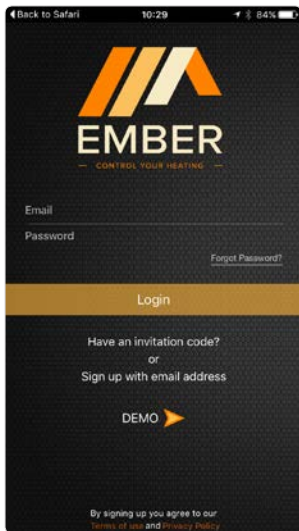 Back to Safari 10:29 84%
EMBER
CONTROL YOUR HEATING
Email
Password
Forgot Password?
Login
Have an invitation code?
or
Sign up with email address
DEMO
By signing up you agree to our
Terms of use and Privacy Policy